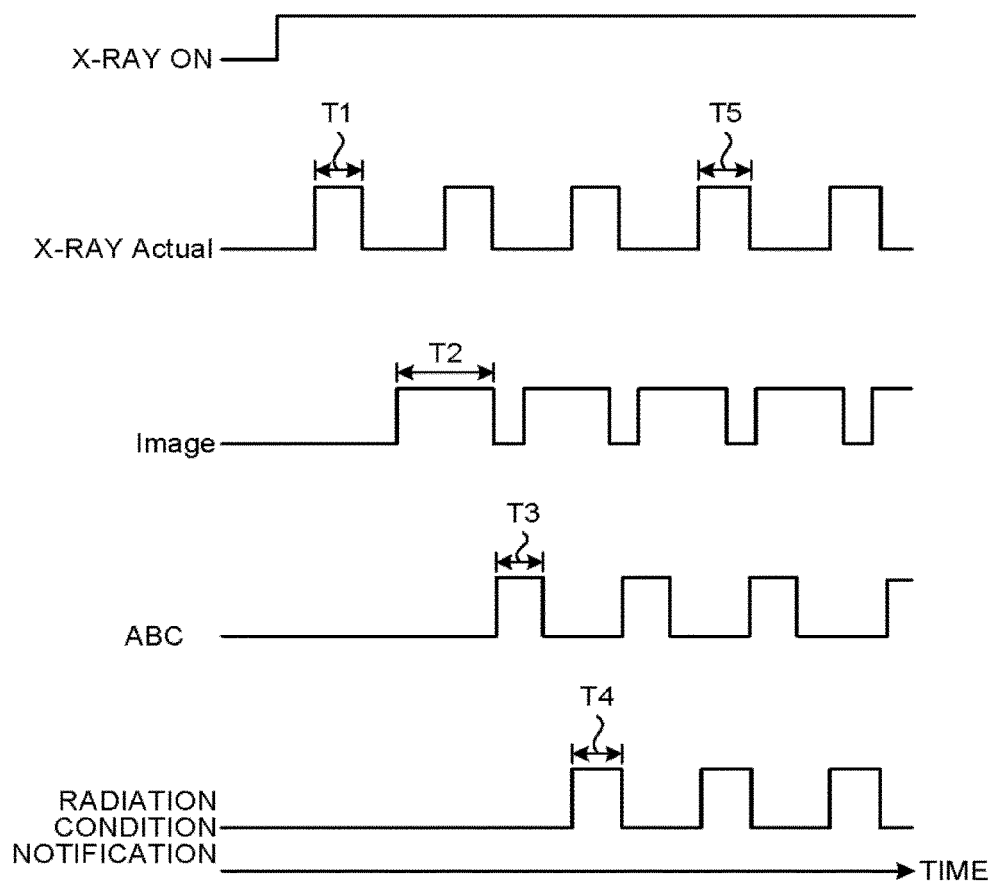 X-RAY ON
T1
T5
X-RAY Actual
T2
Image
T3
ABC
T4
RADIATION
CONDITION
NOTIFICATION
TIME